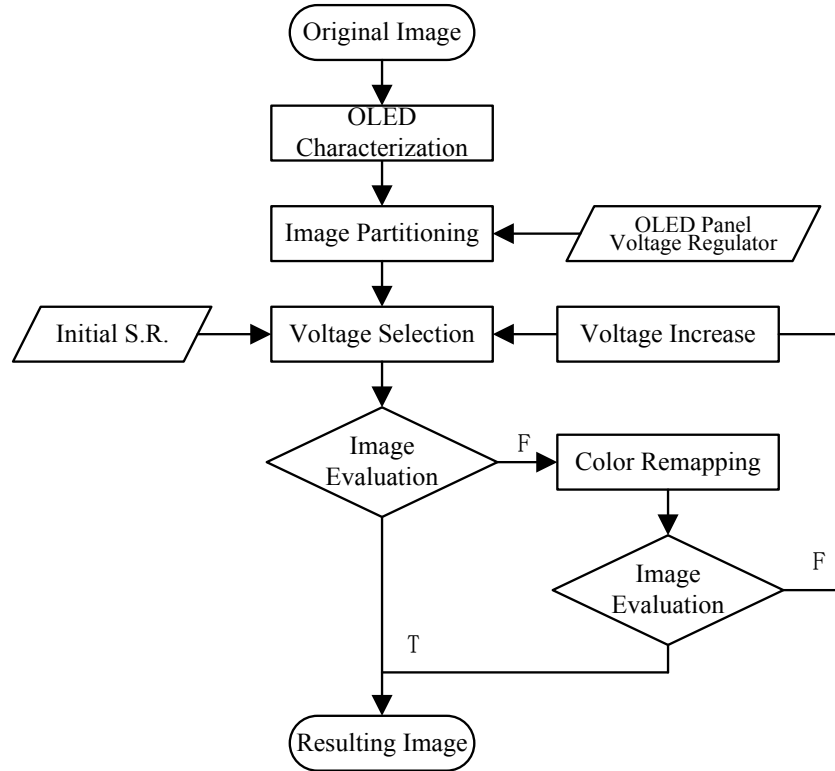 Original Image
OLED
Characterization
Image Partitioning
OLED Panel
Voltage Regulator
Initial S.R.
Voltage Selection
Voltage Increase
Image
Evaluation
F
Color Remapping
Image
Evaluation
F
T
Resulting Image